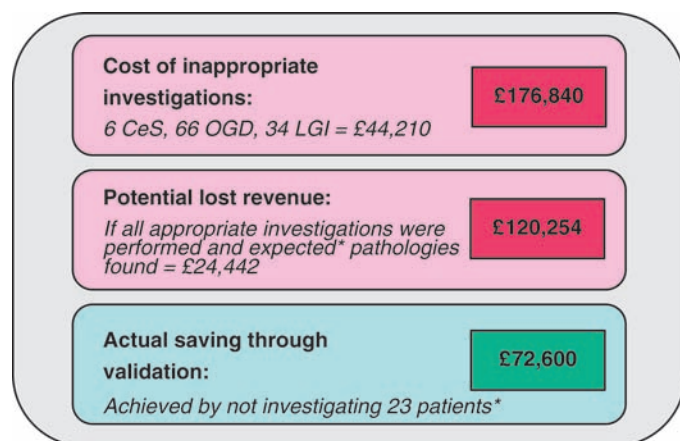 Cost of inappropriate
investigations:
6 CeS, 66 OGD, 34 LGI = £44,210
£176,840
Potential lost revenue:
If all appropriate investigations were
performed and expected* pathologies
found = £24,442
£120,254
Actual saving through
validation:
Achieved by not investigating 23 patients*
£72,600